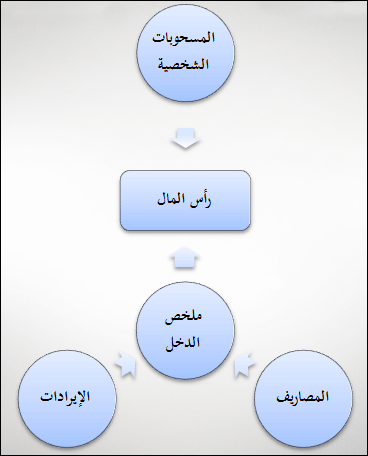 المسحوبات
الشخصية
رأس المال
ملخص
الدخل
المصاريف
الإيرادات